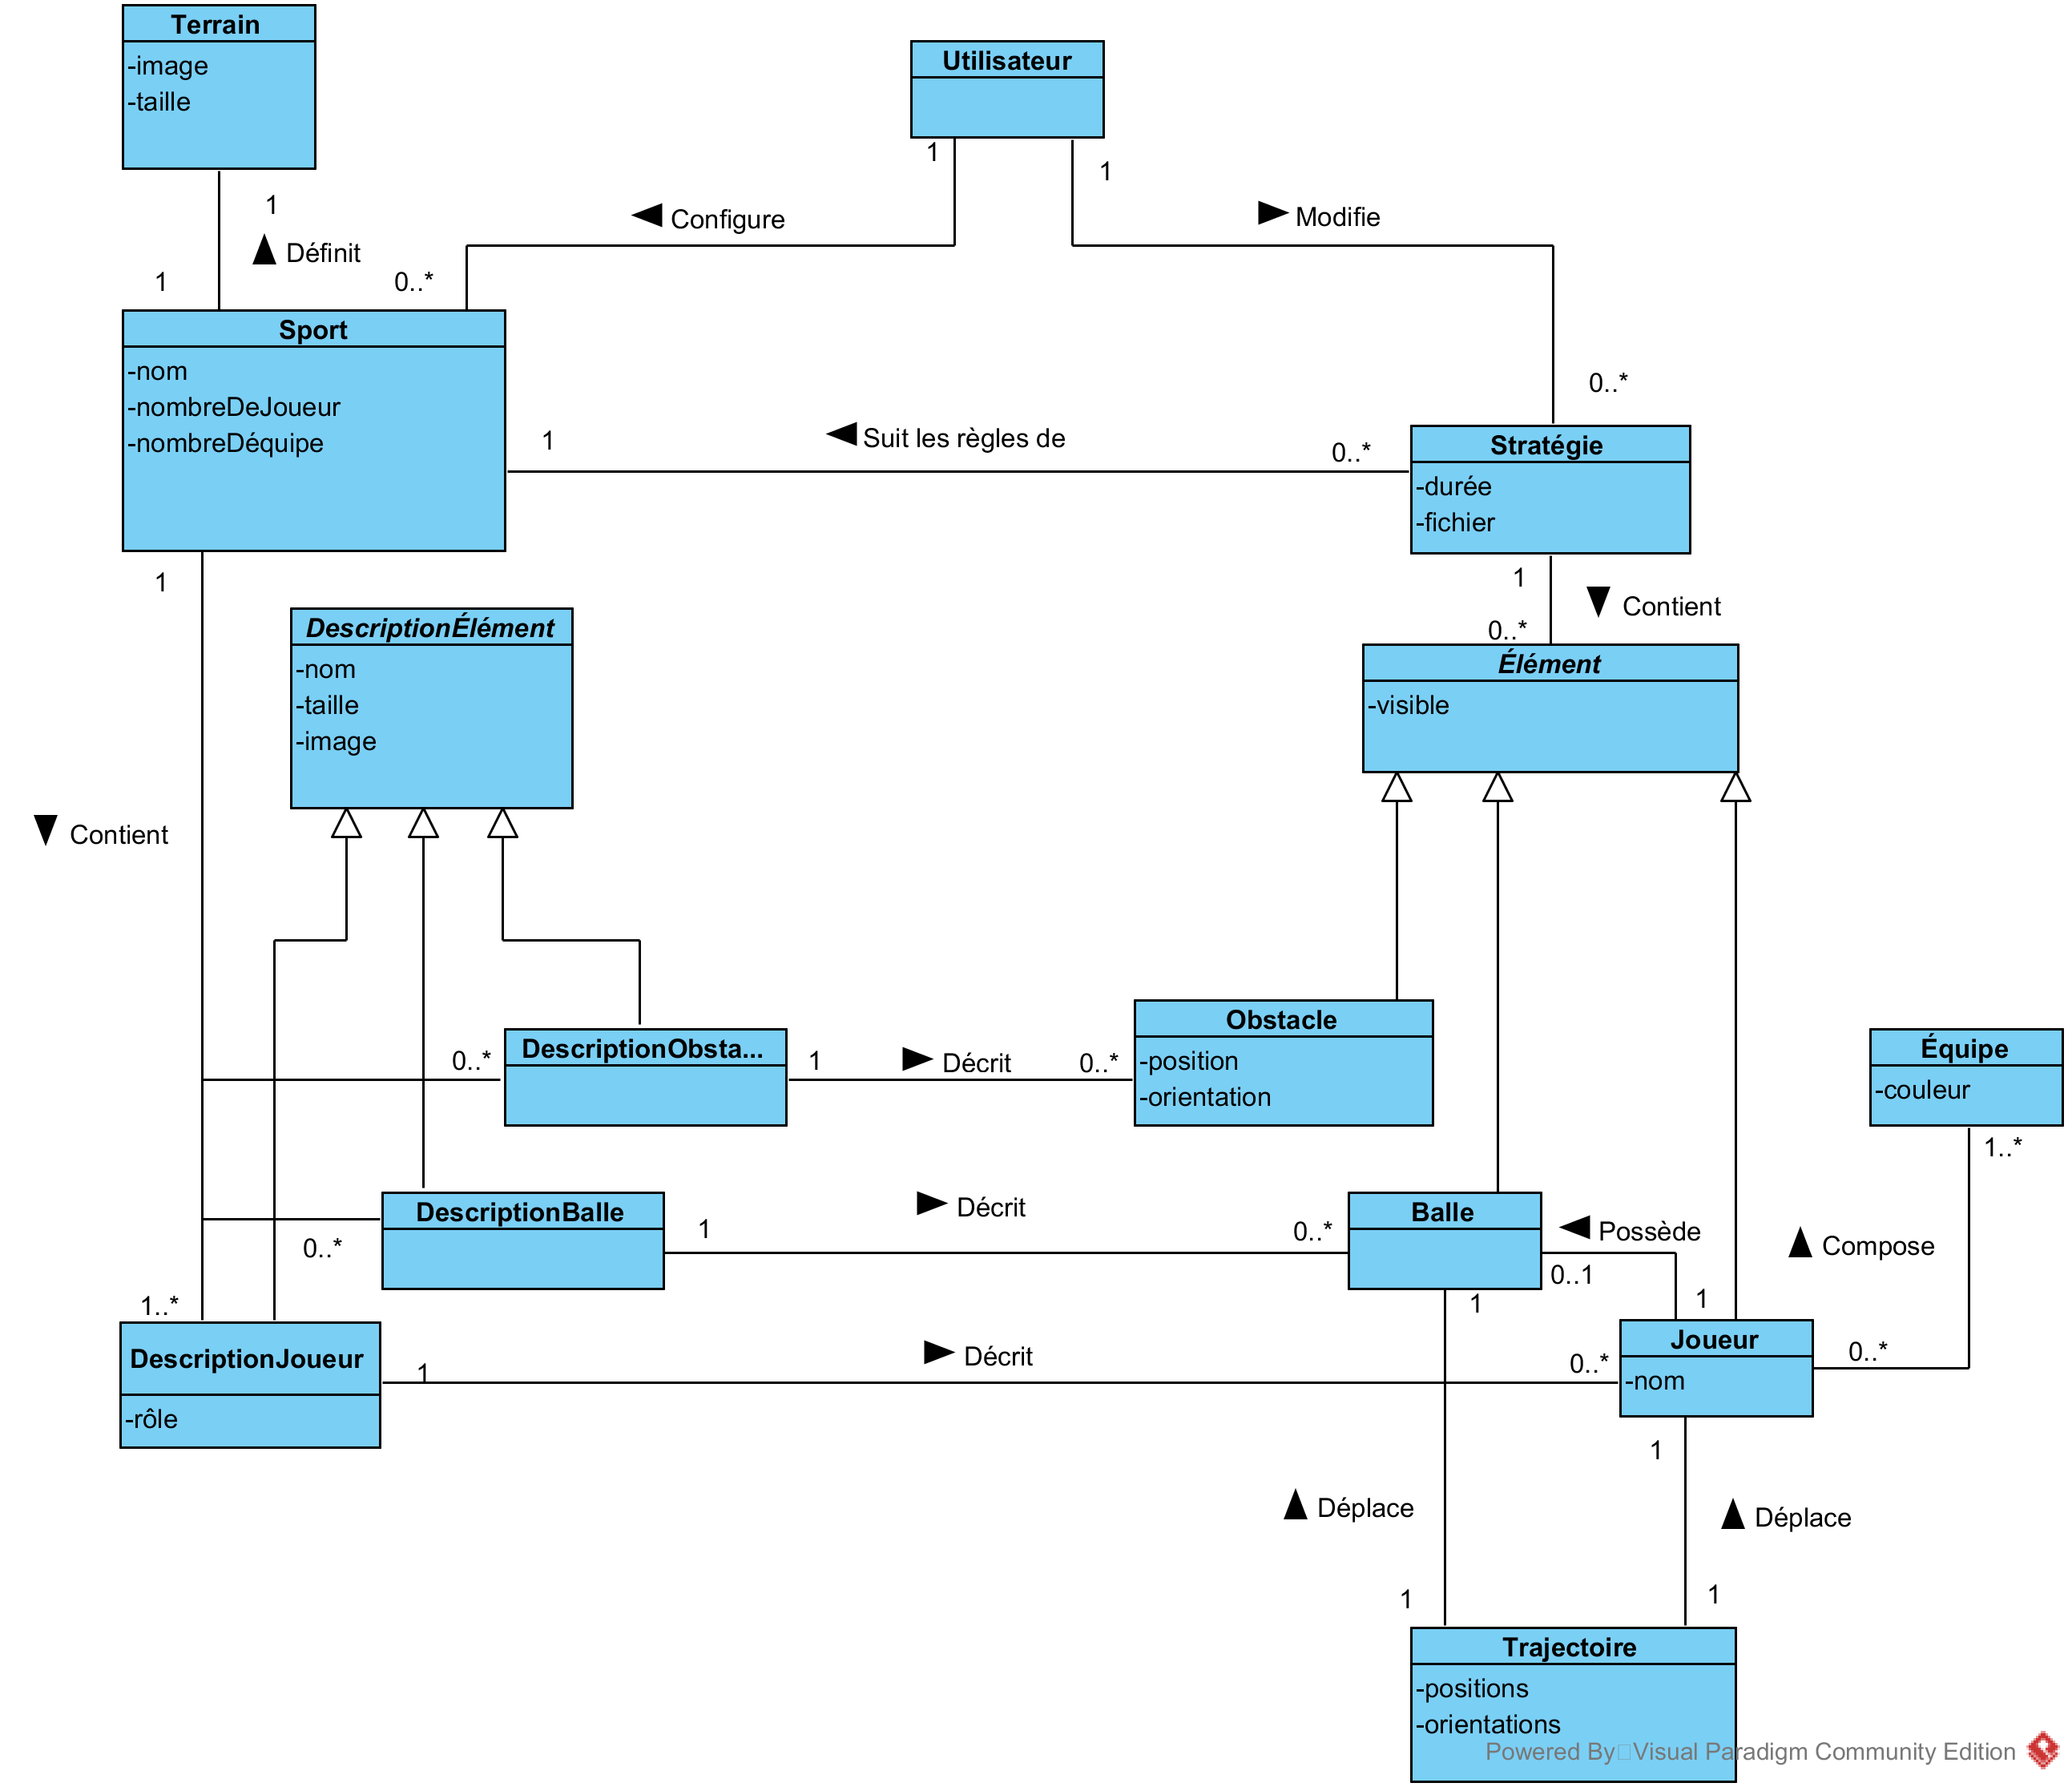 Terrain
-image
-taille
Utilisateur
1
1
1
Configure
Modifie
Définit
1
0..*
Sport
-nom
-nombreDeJoueur
-nombreDéquipe
0..*
1
Suit les règles de
0..*
Stratégie
-durée
-fichier
1
1
Contient
0..*
DescriptionÉlément
-nom
-taille
-image
Élément
-visible
Contient
0..*
DescriptionObsta...
1
Décrit
0..*
Obstacle
-position
-orientation
Équipe
-couleur
1..*
DescriptionBalle
0..*
1
Décrit
0..*
Balle
Possède
0..1
1
1
Compose
1..*
DescriptionJoueur
-rôle
1
Décrit
0..*
Joueur
-nom
0..*
1
Déplace
Déplace
1
1
Trajectoire
-positions
-orientations
Powered By Visual Paradigm Community Edition